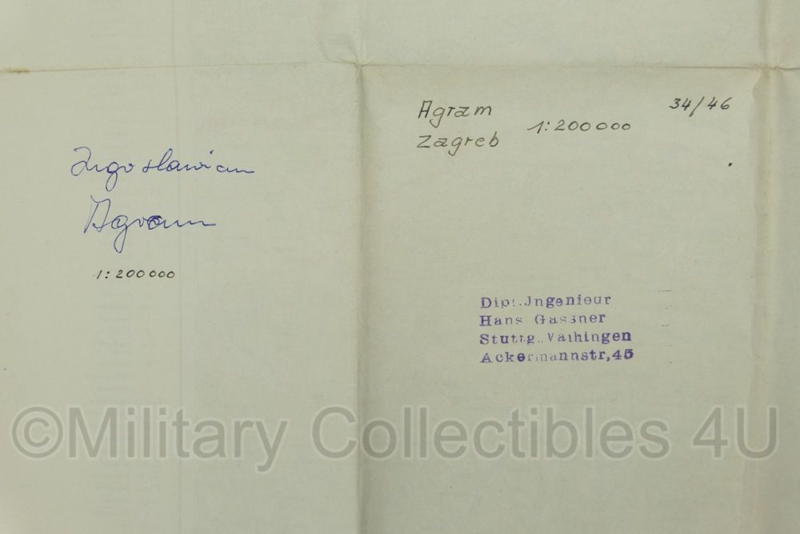 Jugoslawien
Agram
1:200000
Agram
Zagreb
1:200000
34/46
Dipl.Jngenieur
Hans Gassner
Stuttg.Vaihingen
Ackermannstr,45
©Military Collectibles 4U